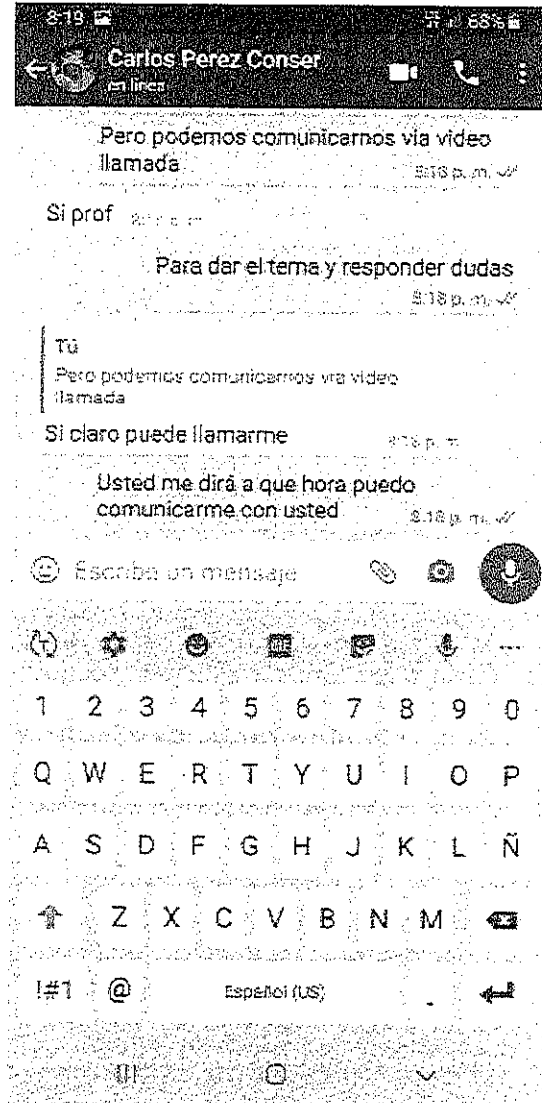 8:19 68%
Carlos Perez Conser
en linea
Pero podemos comunicarnos via video
llamada
8:18 p. m.
Si prof
Para dar el tema y responder dudas
8:18 p. m.
Tú
Pero podemos comunicarnos via video
llamada
Si claro puede llamarme
8:18 p. m.
Usted me dirá a que hora puedo
comunicarme con usted
8:18 p. m.
Escriba un mensaje
1 2 3 4 5 6 7 8 9 0
Q W E R T Y U I O P
A S D F G H J K L Ñ
Z X C V B N M
!#1 @ Español (US) .